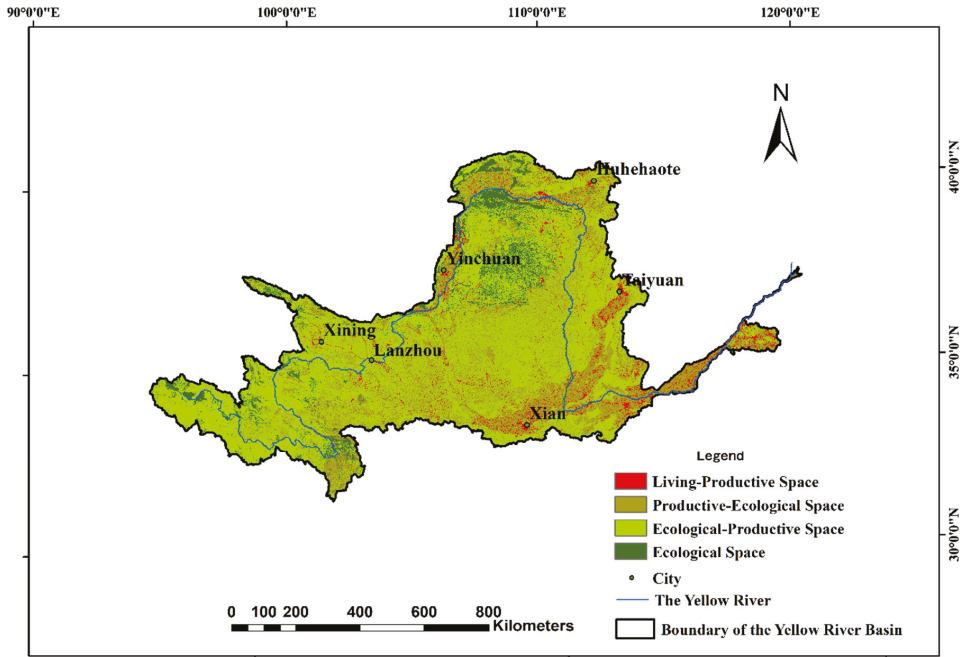 90°0'0"E 100°0'0"E 110°0'0"E 120°0'0"E
N
40°0'0"N
Huhehaote
Yinchuan
Taiyuan
Xining
Lanzhou
35°0'0"N
Xian
Legend
Living-Productive Space
Productive-Ecological Space
Ecological-Productive Space
Ecological Space
City
The Yellow River
Boundary of the Yellow River Basin
30°0'0"N
0 100 200 400 600 800
Kilometers